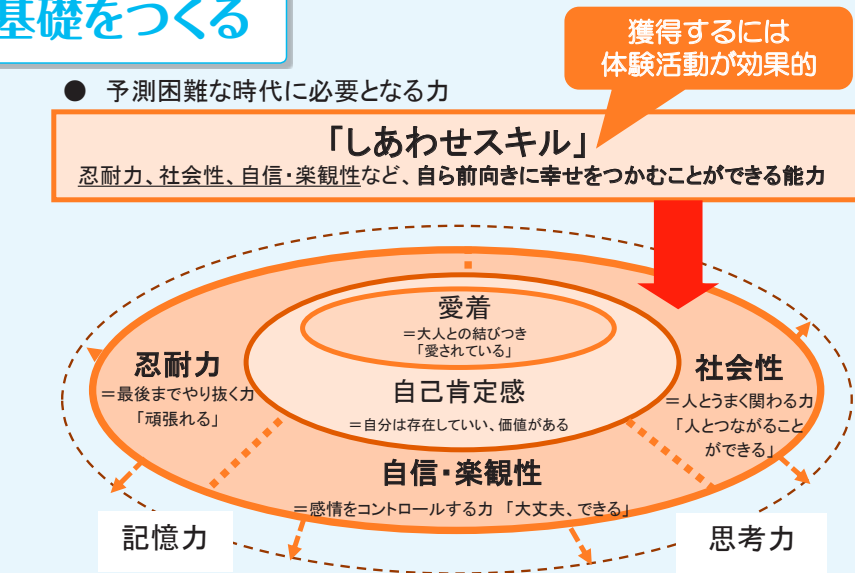 基礎をつくる
獲得するには
体験活動が効果的
● 予測困難な時代に必要となる力
「しあわせスキル」
忍耐力、社会性、自信・楽観性など、自ら前向きに幸せをつかむことができる能力
愛着
=大人との結びつき
「愛されている」
忍耐力
=最後までやり抜く力
「頑張れる」
自己肯定感
=自分は存在していい、価値がある
社会性
=人とうまく関わる力
「人とつながること
ができる」
自信・楽観性
=感情をコントロールする力 「大丈夫、できる」
記憶力
思考力